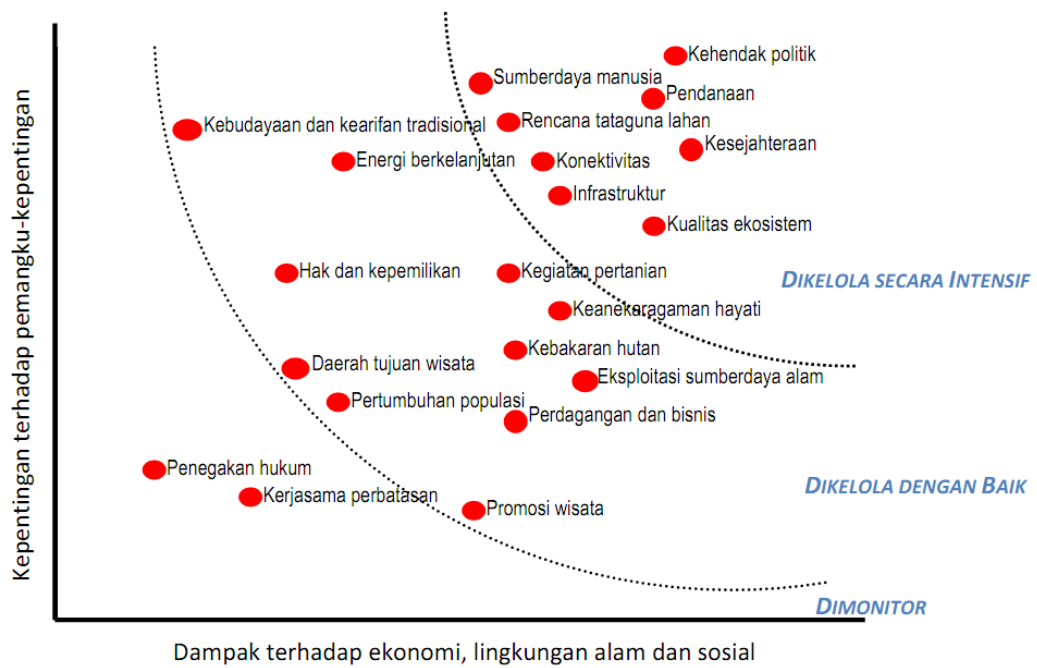 Kepentingan terhadap pemangku-kepentingan
Kehendak politik
Sumberdaya manusia
Pendanaan
Kebudayaan dan kearifan tradisional
Rencana tataguna lahan
Kesejahteraan
Energi berkelanjutan
Konektivitas
Infrastruktur
Kualitas ekosistem
Hak dan kepemilikan
Kegiatan pertanian
DIKELOLA SECARA INTENSIF
Keanekaragaman hayati
Kebakaran hutan
Daerah tujuan wisata
Eksploitasi sumberdaya alam
Pertumbuhan populasi
Perdagangan dan bisnis
Penegakan hukum
DIKELOLA DENGAN BAIK
Kerjasama perbatasan
Promosi wisata
DIMONITOR
Dampak terhadap ekonomi, lingkungan alam dan sosial